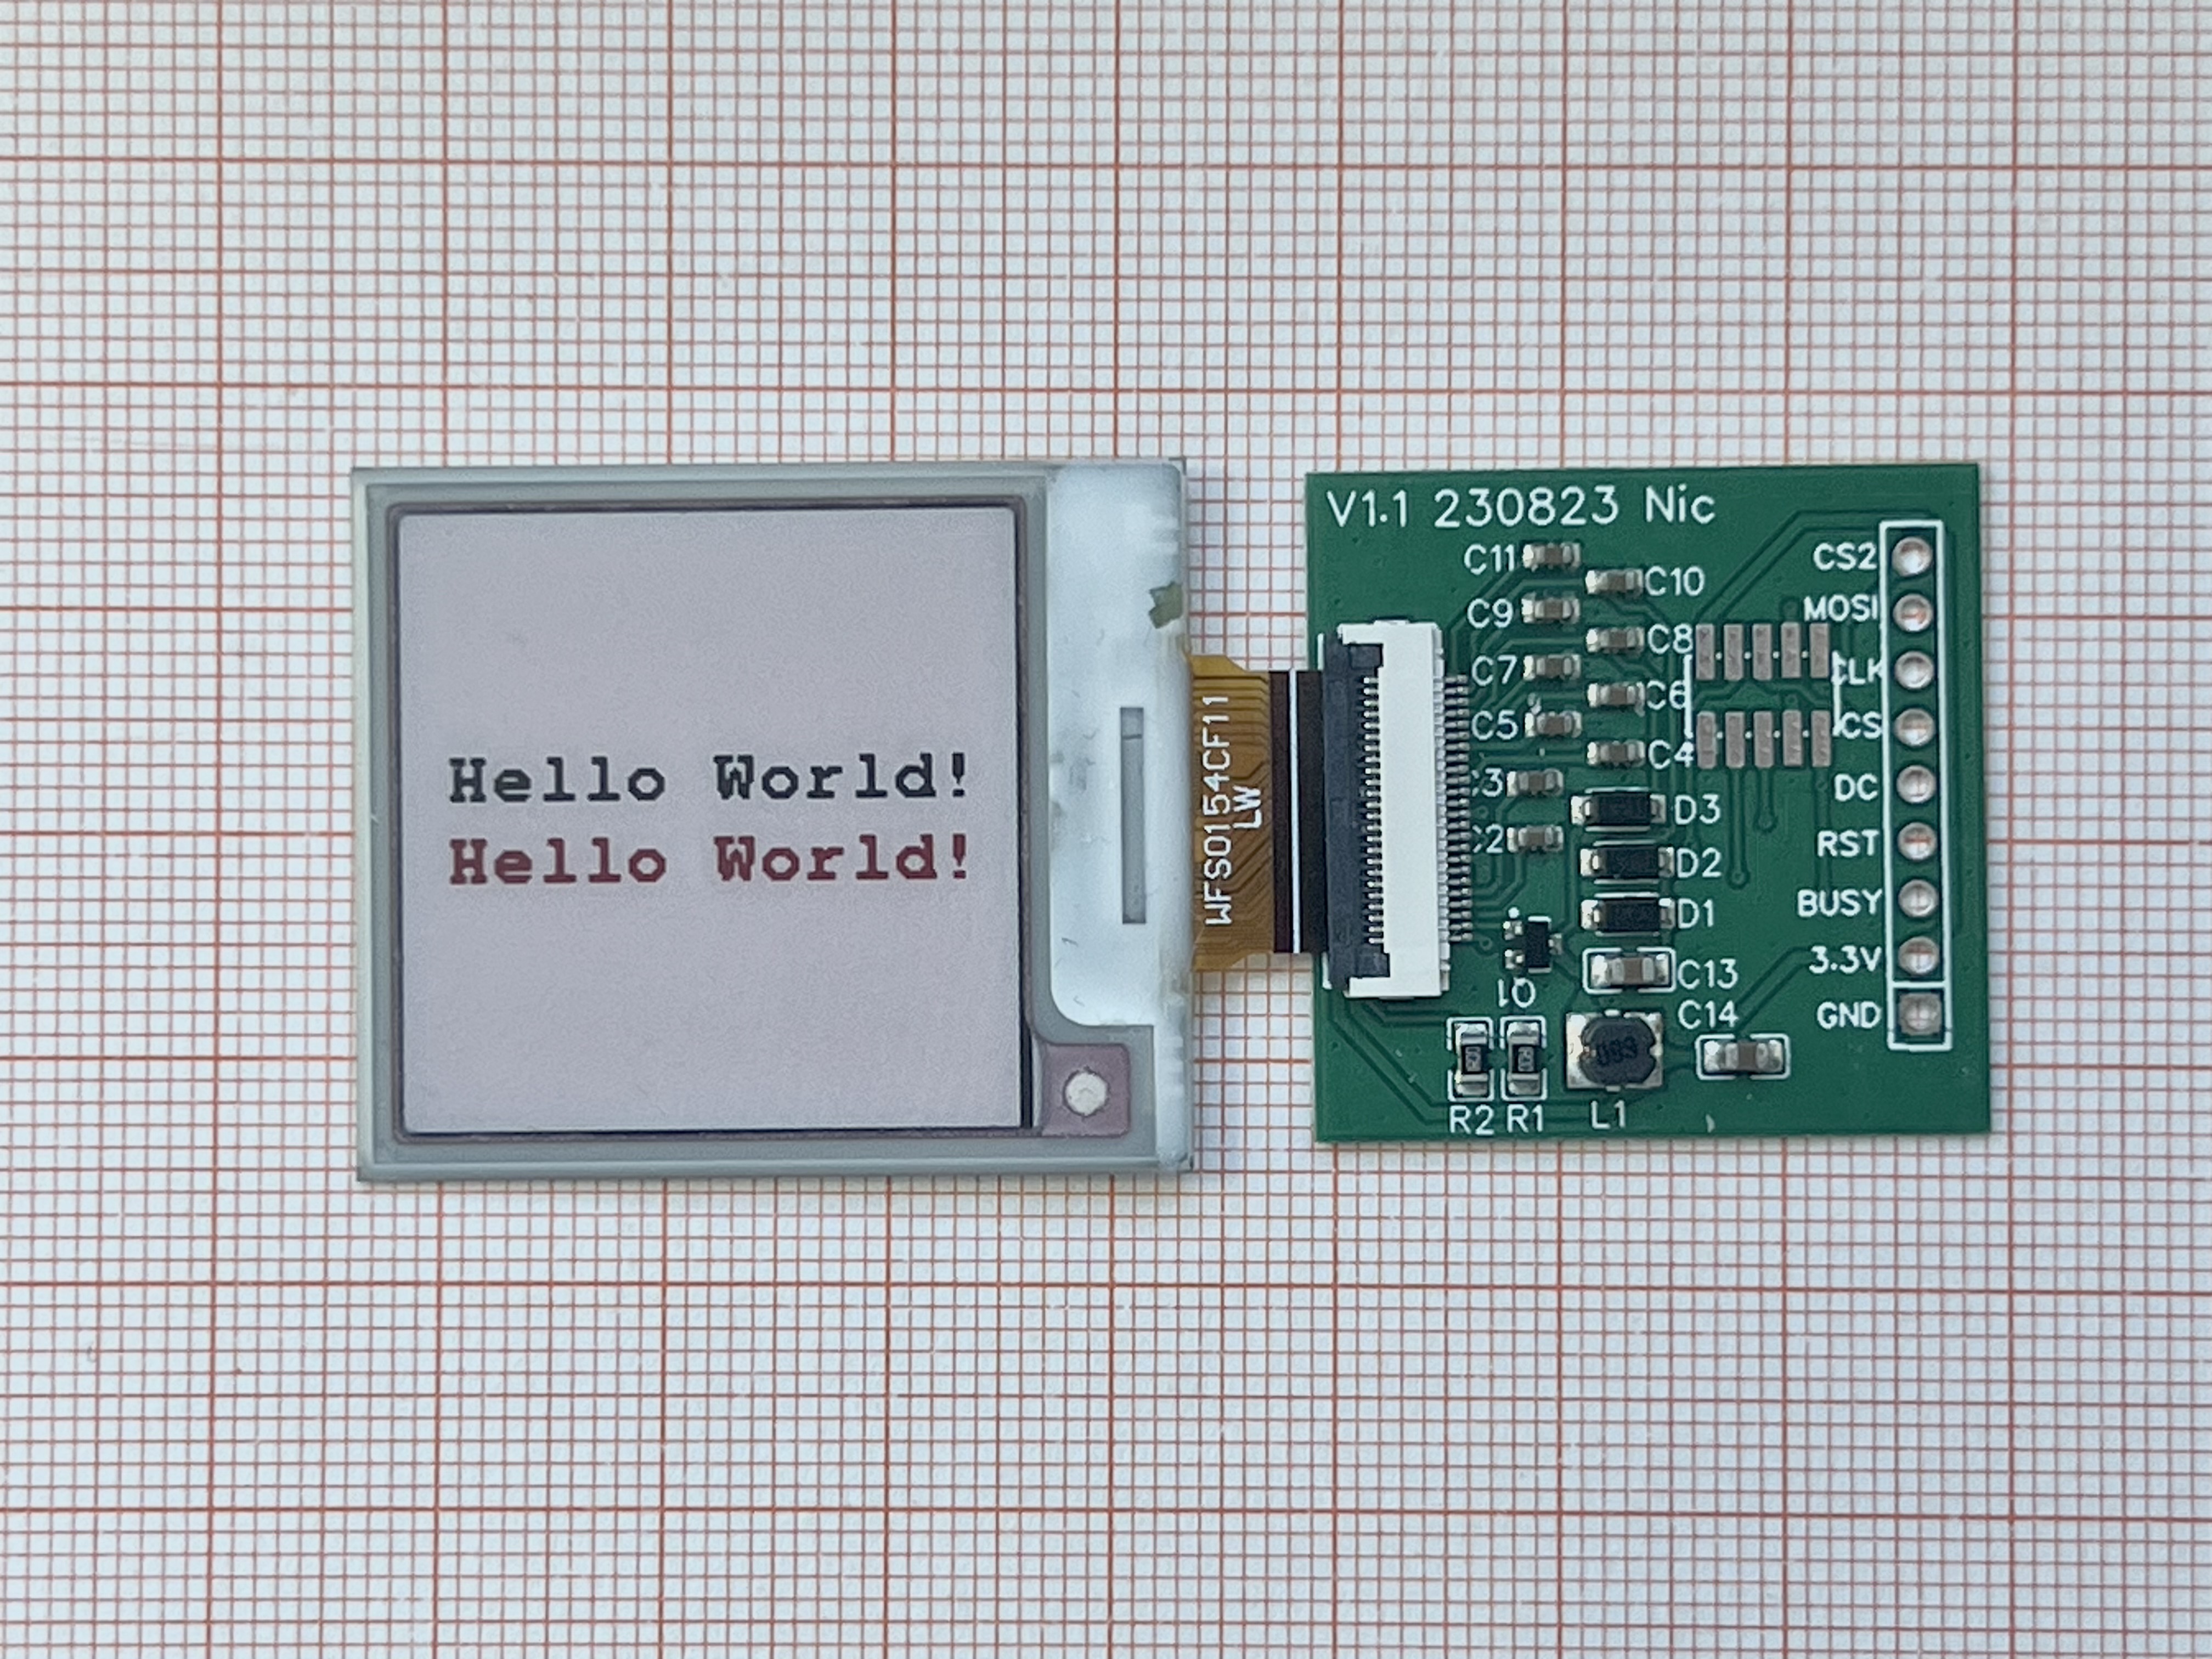 Hello World!
Hello World!
WFS0154CF11
LW
V1.1 230823 Nic
C11
C10
C9
C8
C7
C6
C5
C4
C3
C2
D3
D2
D1
Q1
C13
C14
R2 R1 L1
CS2
MOSI
CLK
CS
DC
RST
BUSY
3.3V
GND